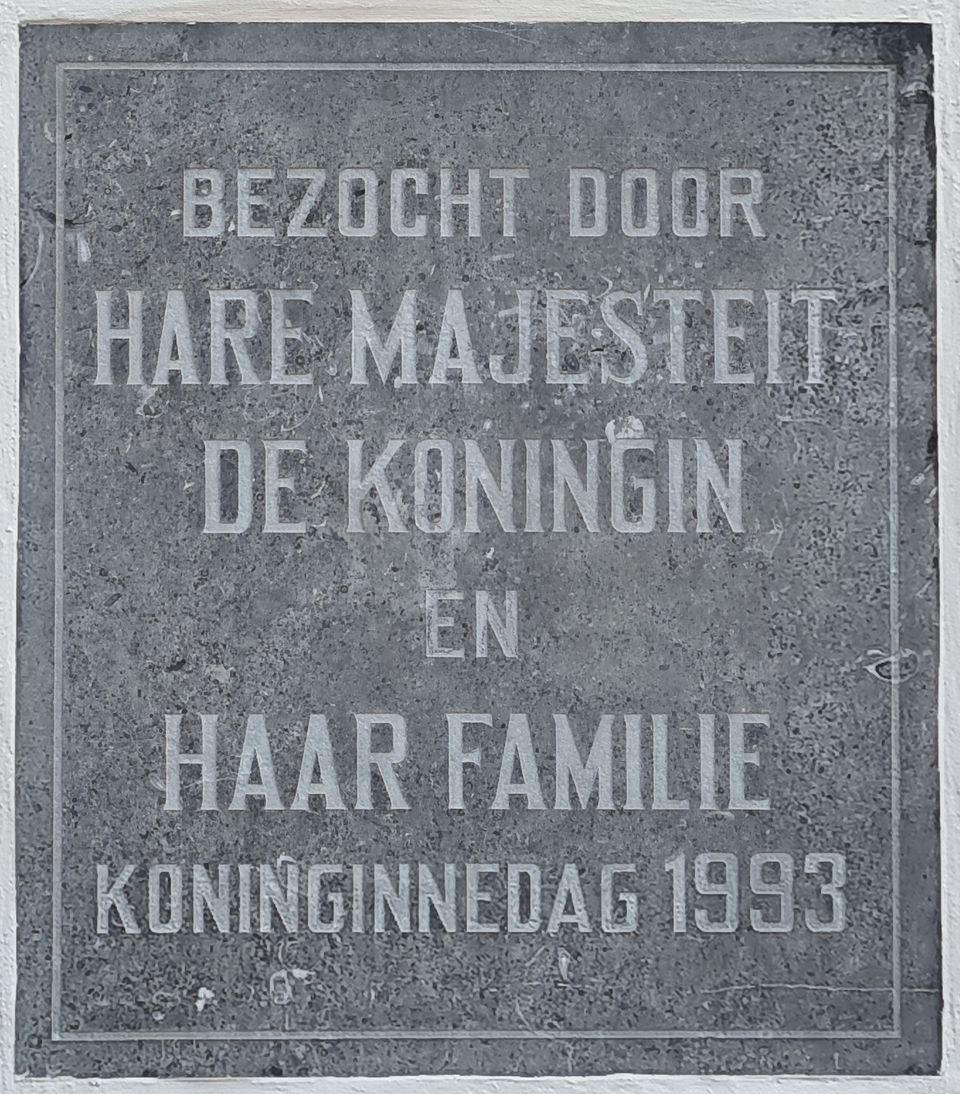 BEZOCHT DOOR
HARE MAJESTEIT
DE KONINGIN
EN
HAAR FAMILIE
KONINGINNEDAG 1993